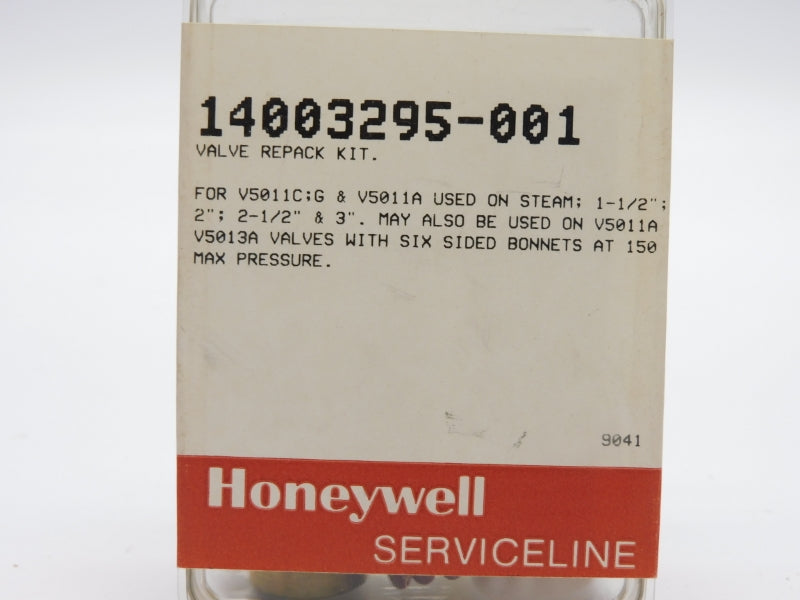 14003295-001
VALVE REPACK KIT.
FOR V5011C;G & V5011A USED ON STEAM; 1-1/2";
2"; 2-1/2" & 3". MAY ALSO BE USED ON V5011A
V5013A VALVES WITH SIX SIDED BONNETS AT 150
MAX PRESSURE.
9041
Honeywell
SERVICELINE